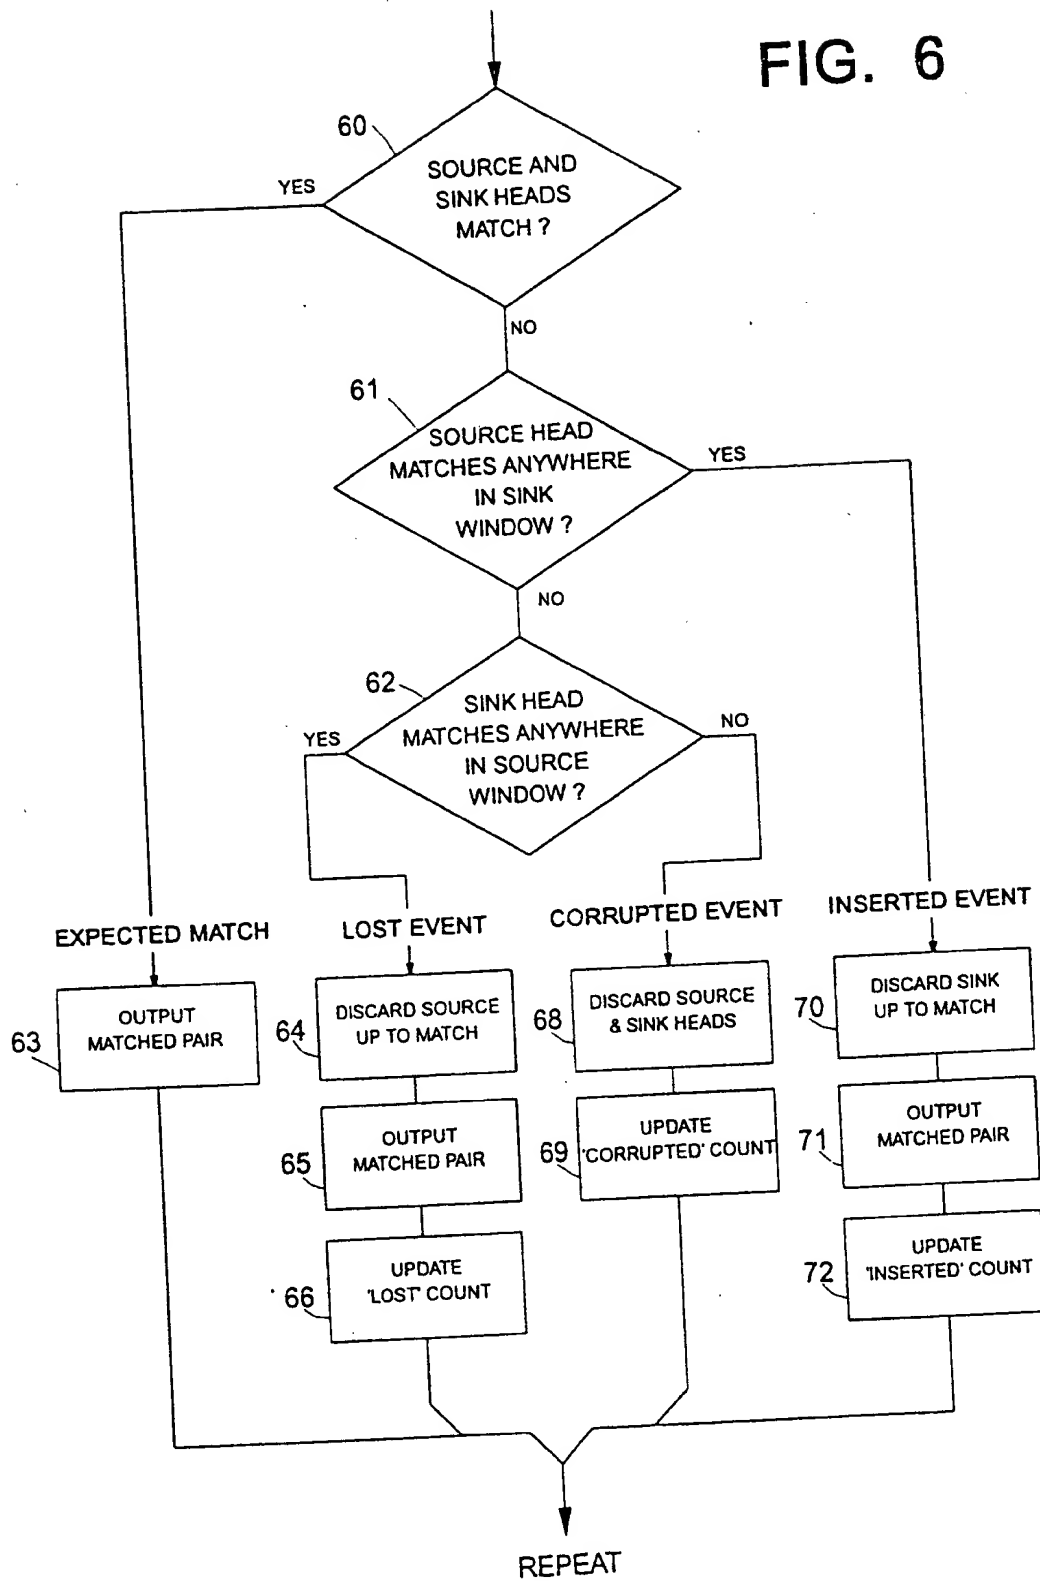 FIG. 6
60
SOURCE AND
SINK HEADS
MATCH ?
YES
NO
61
SOURCE HEAD
MATCHES ANYWHERE
IN SINK
WINDOW ?
YES
NO
62
SINK HEAD
MATCHES ANYWHERE
IN SOURCE
WINDOW ?
YES
NO
EXPECTED MATCH
LOST EVENT
CORRUPTED EVENT
INSERTED EVENT
63
OUTPUT
MATCHED PAIR
64
DISCARD SOURCE
UP TO MATCH
65
OUTPUT
MATCHED PAIR
66
UPDATE
'LOST' COUNT
68
DISCARD SOURCE
& SINK HEADS
69
UPDATE
'CORRUPTED' COUNT
70
DISCARD SINK
UP TO MATCH
71
OUTPUT
MATCHED PAIR
72
UPDATE
'INSERTED' COUNT
REPEAT